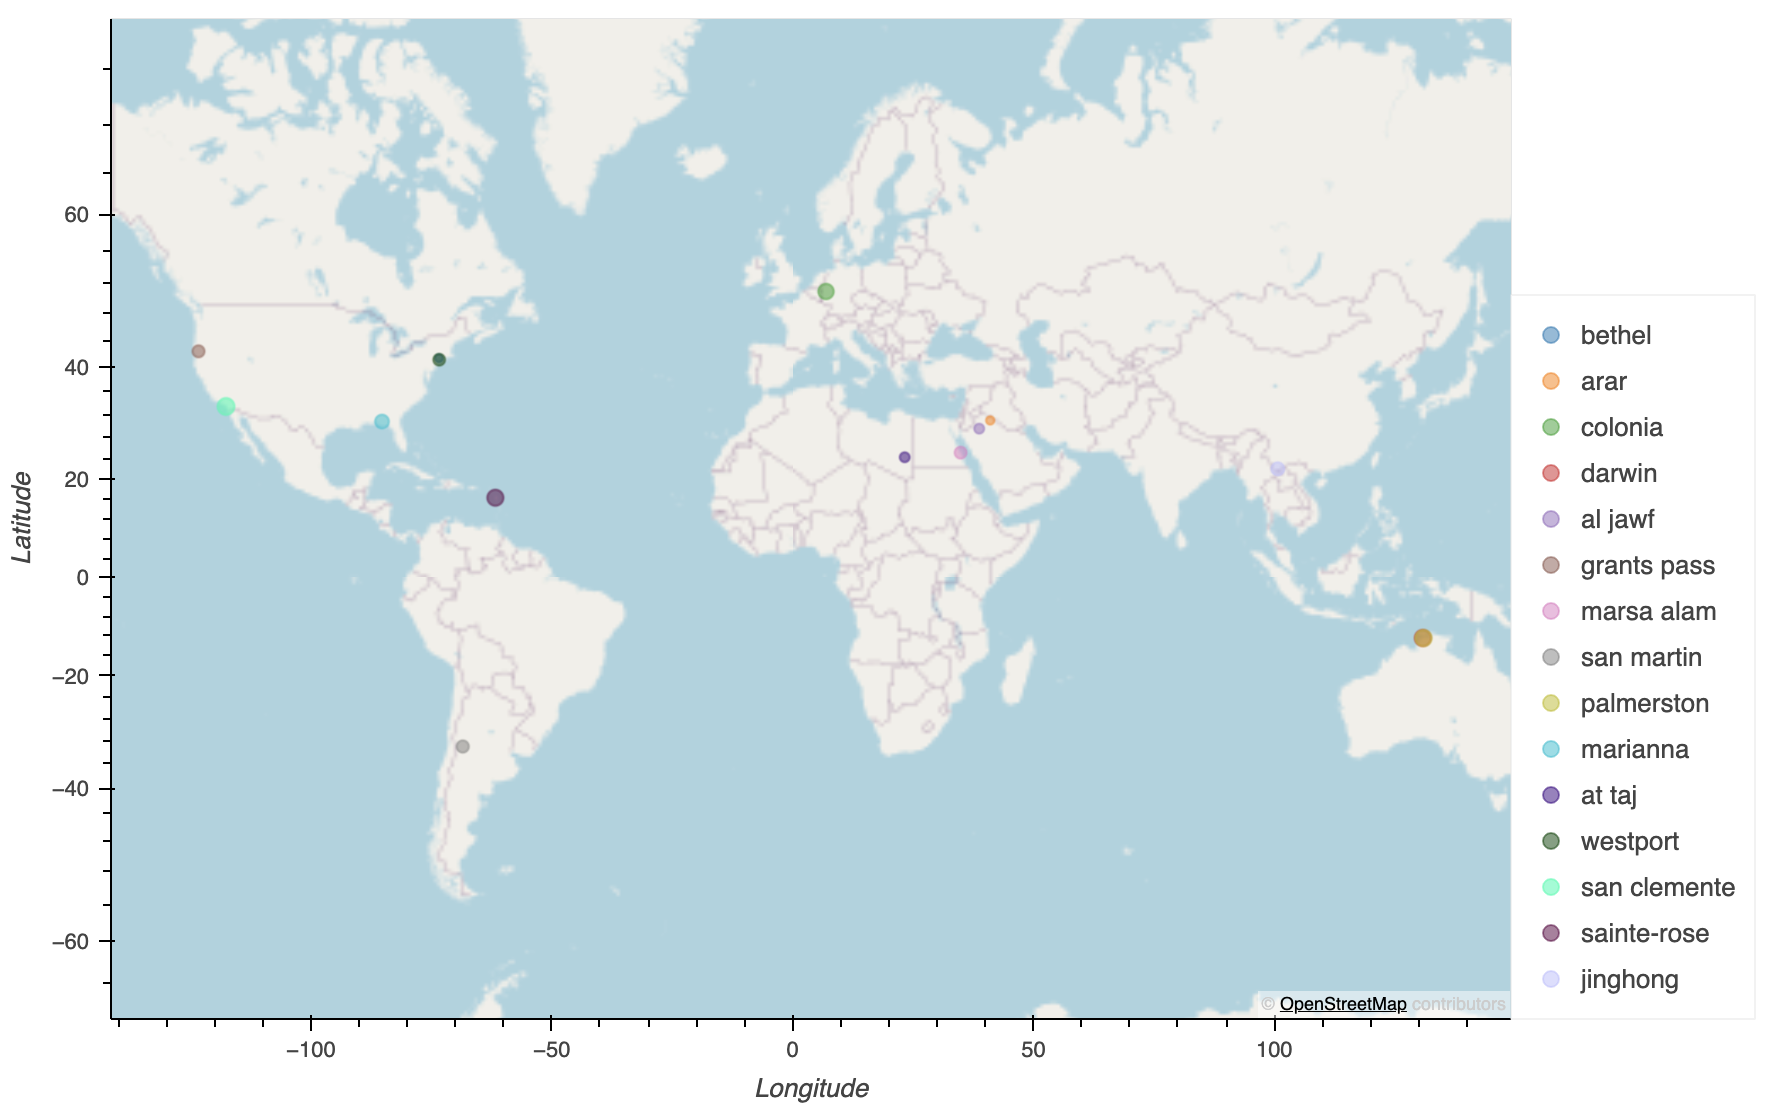 60
40
20
0
−20
−40
−60
Latitude
−100
−50
0
50
100
Longitude
© OpenStreetMap contributors
bethel
arar
colonia
darwin
al jawf
grants pass
marsa alam
san martin
palmerston
marianna
at taj
westport
san clemente
sainte-rose
jinghong